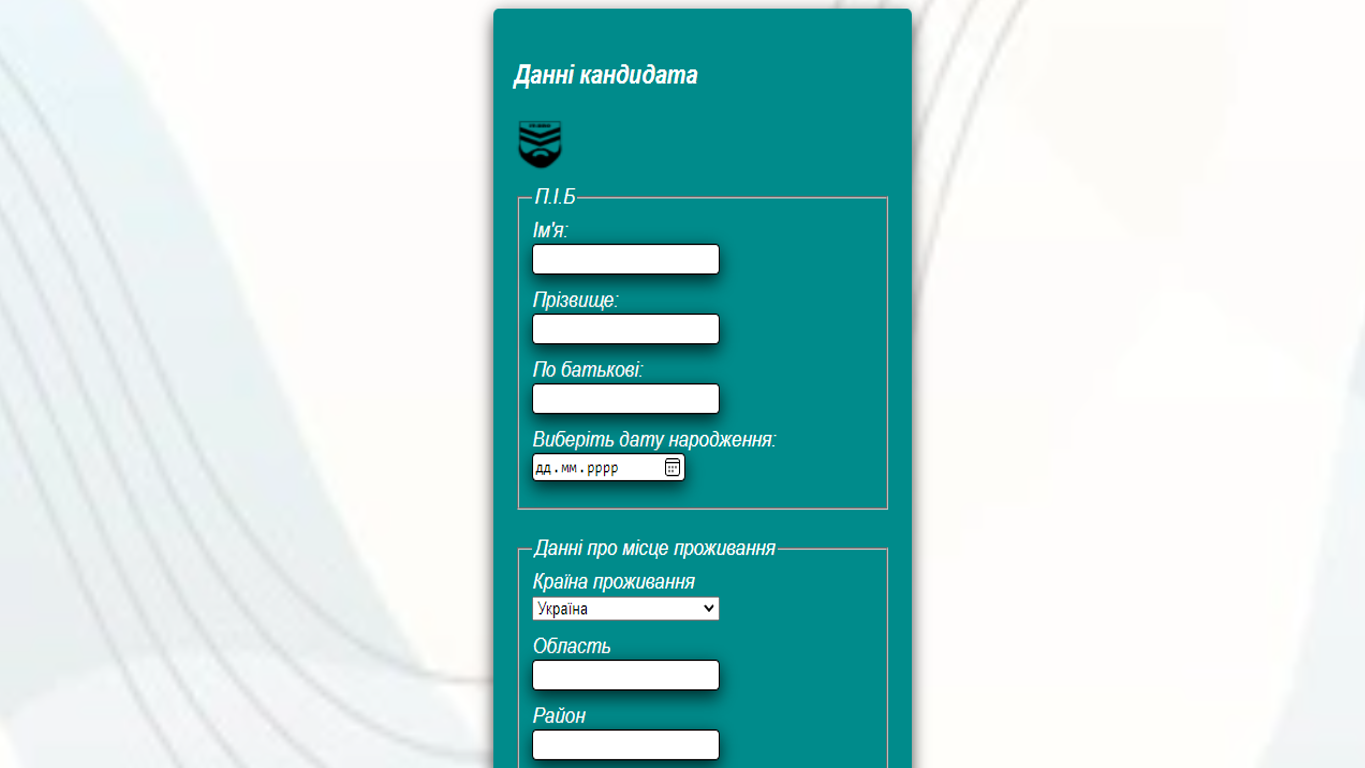 Данні кандидата
П.І.Б
Ім'я:
Прізвище:
По батькові:
Виберіть дату народження:
дд.мм.рррр
Данні про місце проживання
Країна проживання
Україна
Область
Район